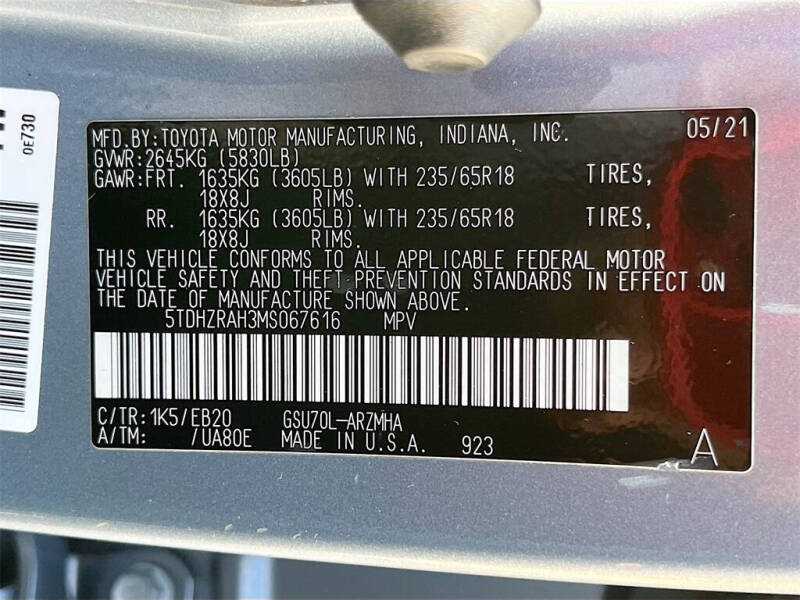 0E730
MFD.BY:TOYOTA MOTOR MANUFACTURING, INDIANA, INC. 05/21
GVWR:2645KG (5830LB)
GAWR:FRT. 1635KG (3605LB) WITH 235/65R18 TIRES,
18X8J RIMS.
RR. 1635KG (3605LB) WITH 235/65R18 TIRES,
18X8J RIMS.
THIS VEHICLE CONFORMS TO ALL APPLICABLE FEDERAL MOTOR
VEHICLE SAFETY AND THEFT PREVENTION STANDARDS IN EFFECT ON
THE DATE OF MANUFACTURE SHOWN ABOVE.
5TDHZRAH3MS067616 MPV
C/TR:1K5/EB20 GSU70L-ARZMHA
A/TM: /UA80E MADE IN U.S.A. 923 A